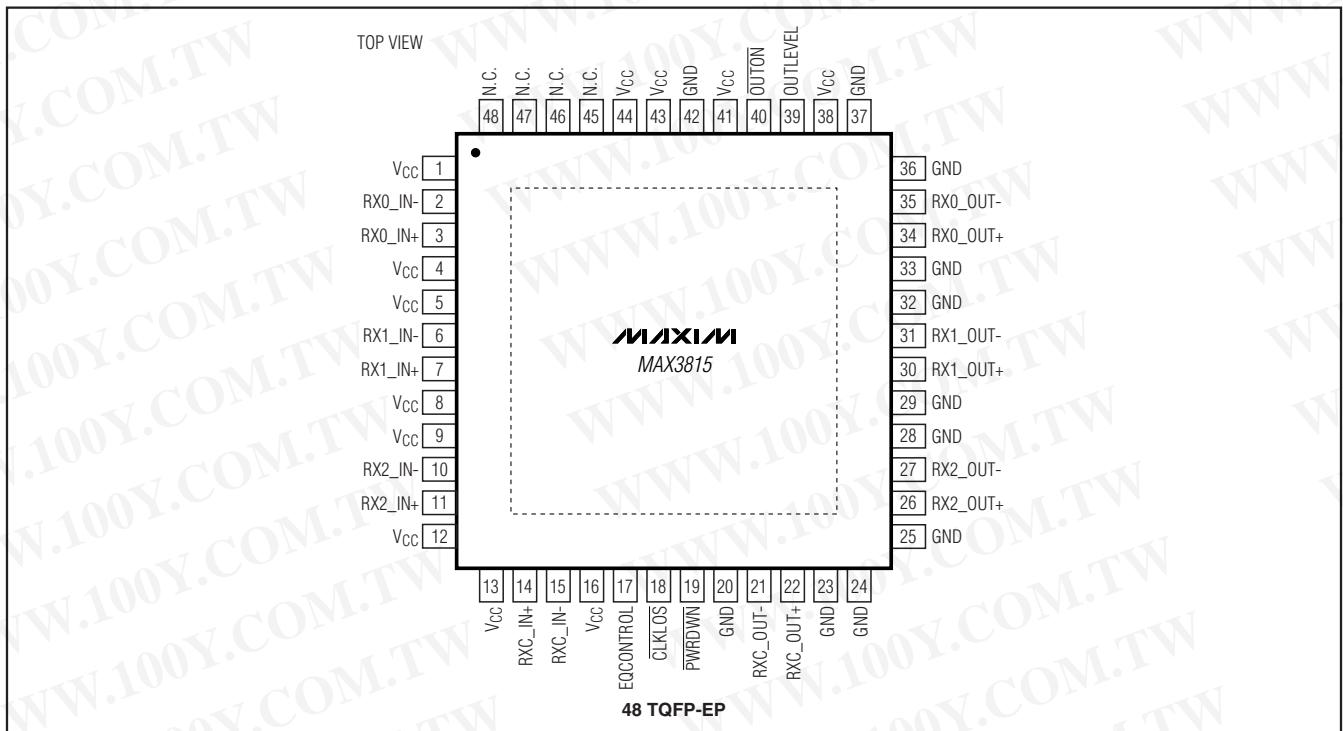 TOP VIEW
N.C. N.C. N.C. N.C. VCC VCC GND VCC OUTON OUTLEVEL VCC GND
48 47 46 45 44 43 42 41 40 39 38 37
VCC 1 36 GND
RX0_IN- 2 35 RX0_OUT-
RX0_IN+ 3 34 RX0_OUT+
VCC 4 33 GND
VCC 5 32 GND
RX1_IN- 6 31 RX1_OUT-
MAXIM
MAX3815
RX1_IN+ 7 30 RX1_OUT+
VCC 8 29 GND
VCC 9 28 GND
RX2_IN- 10 27 RX2_OUT-
RX2_IN+ 11 26 RX2_OUT+
VCC 12 25 GND
13 14 15 16 17 18 19 20 21 22 23 24
VCC RXC_IN+ RXC_IN- VCC EQCONTROL CLKLOS PWRDWN GND RXC_OUT- RXC_OUT+ GND GND
48 TQFP-EP
WWW.100Y.COM.TW